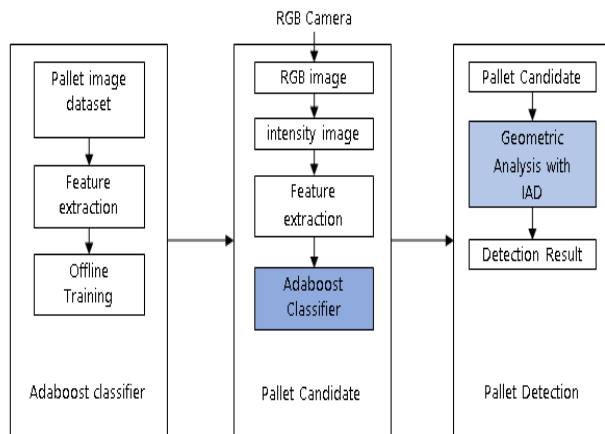 RGB Camera
Pallet image
dataset
Feature
extraction
Offline
Training
Adaboost classifier
RGB image
intensity image
Feature
extraction
Adaboost
Classifier
Pallet Candidate
Pallet Candidate
Geometric
Analysis with
IAD
Detection Result
Pallet Detection